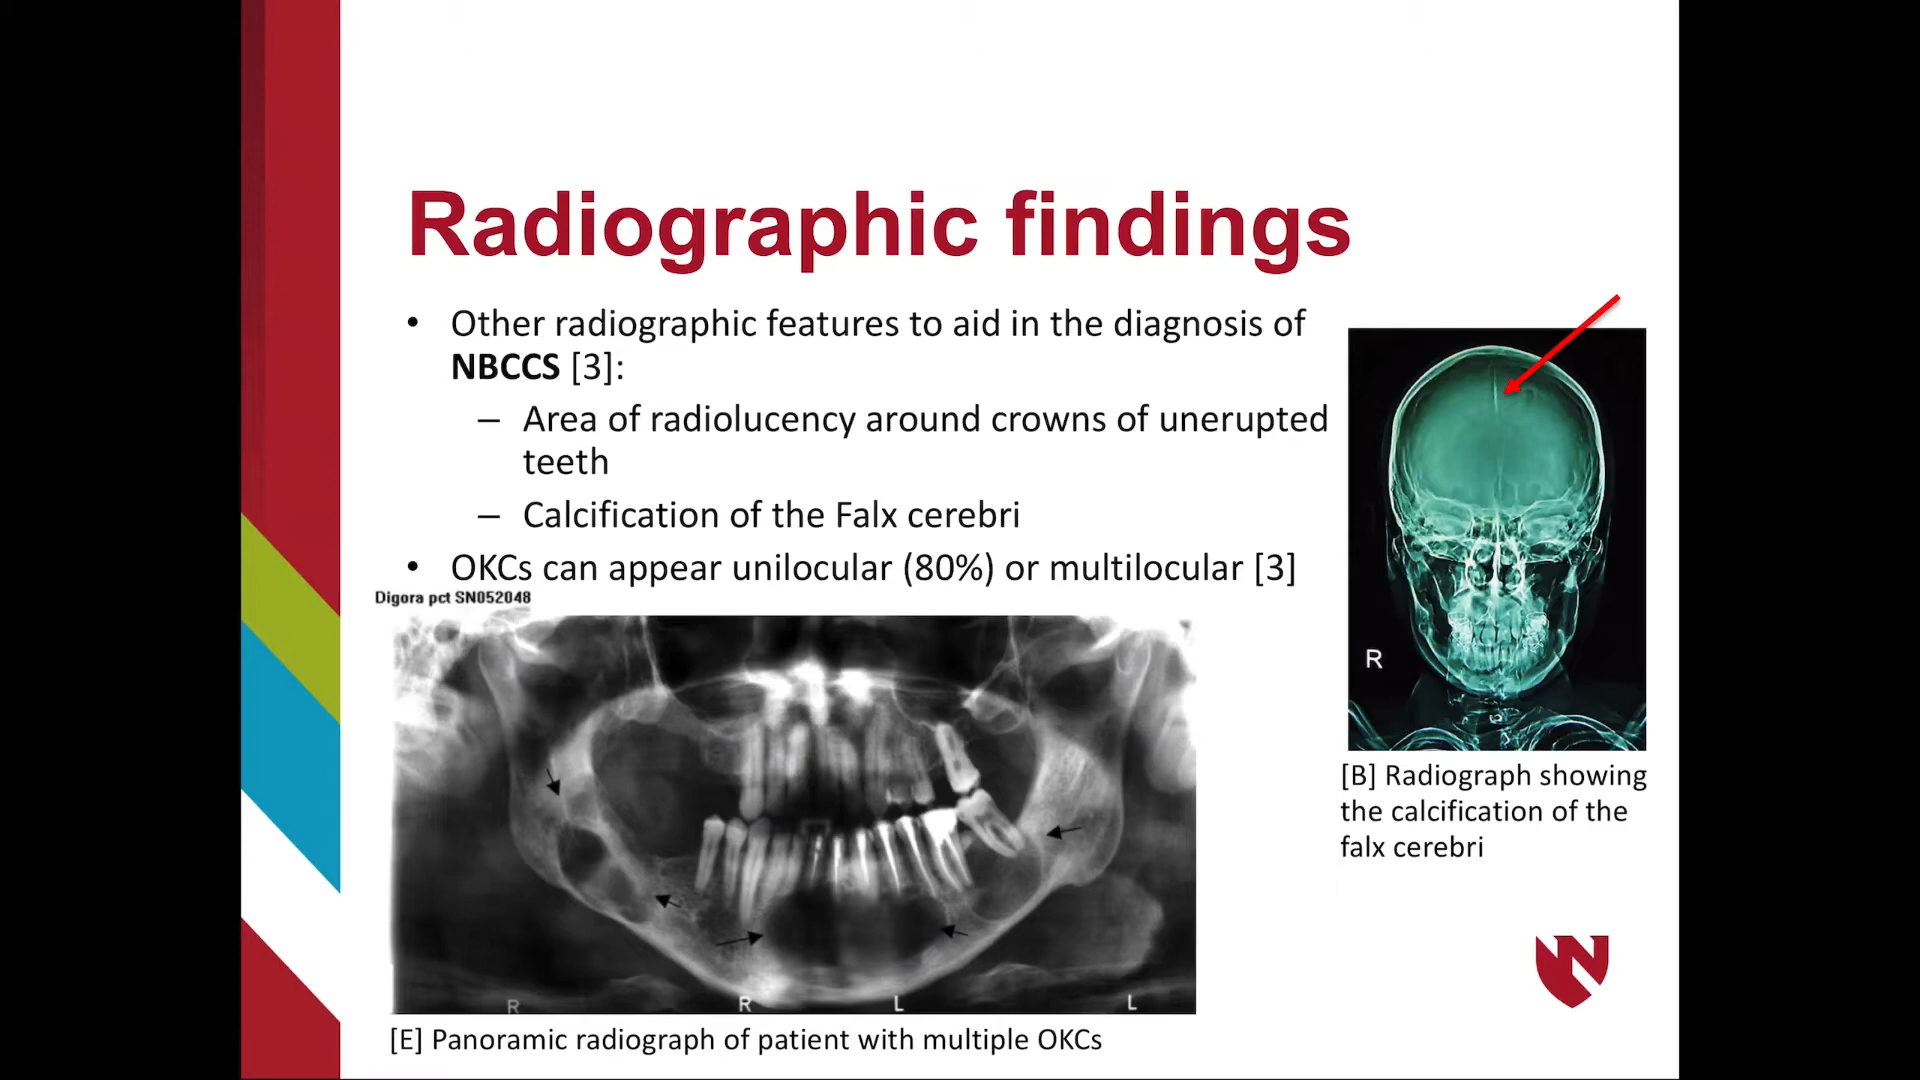 Radiographic findings
• Other radiographic features to aid in the diagnosis of
NBCCS [3]:
– Area of radiolucency around crowns of unerupted
teeth
– Calcification of the Falx cerebri
• OKCs can appear unilocular (80%) or multilocular [3]
Digora pct SN052048
R
R
L
L
[E] Panoramic radiograph of patient with multiple OKCs
R
[B] Radiograph showing
the calcification of the
falx cerebri
N